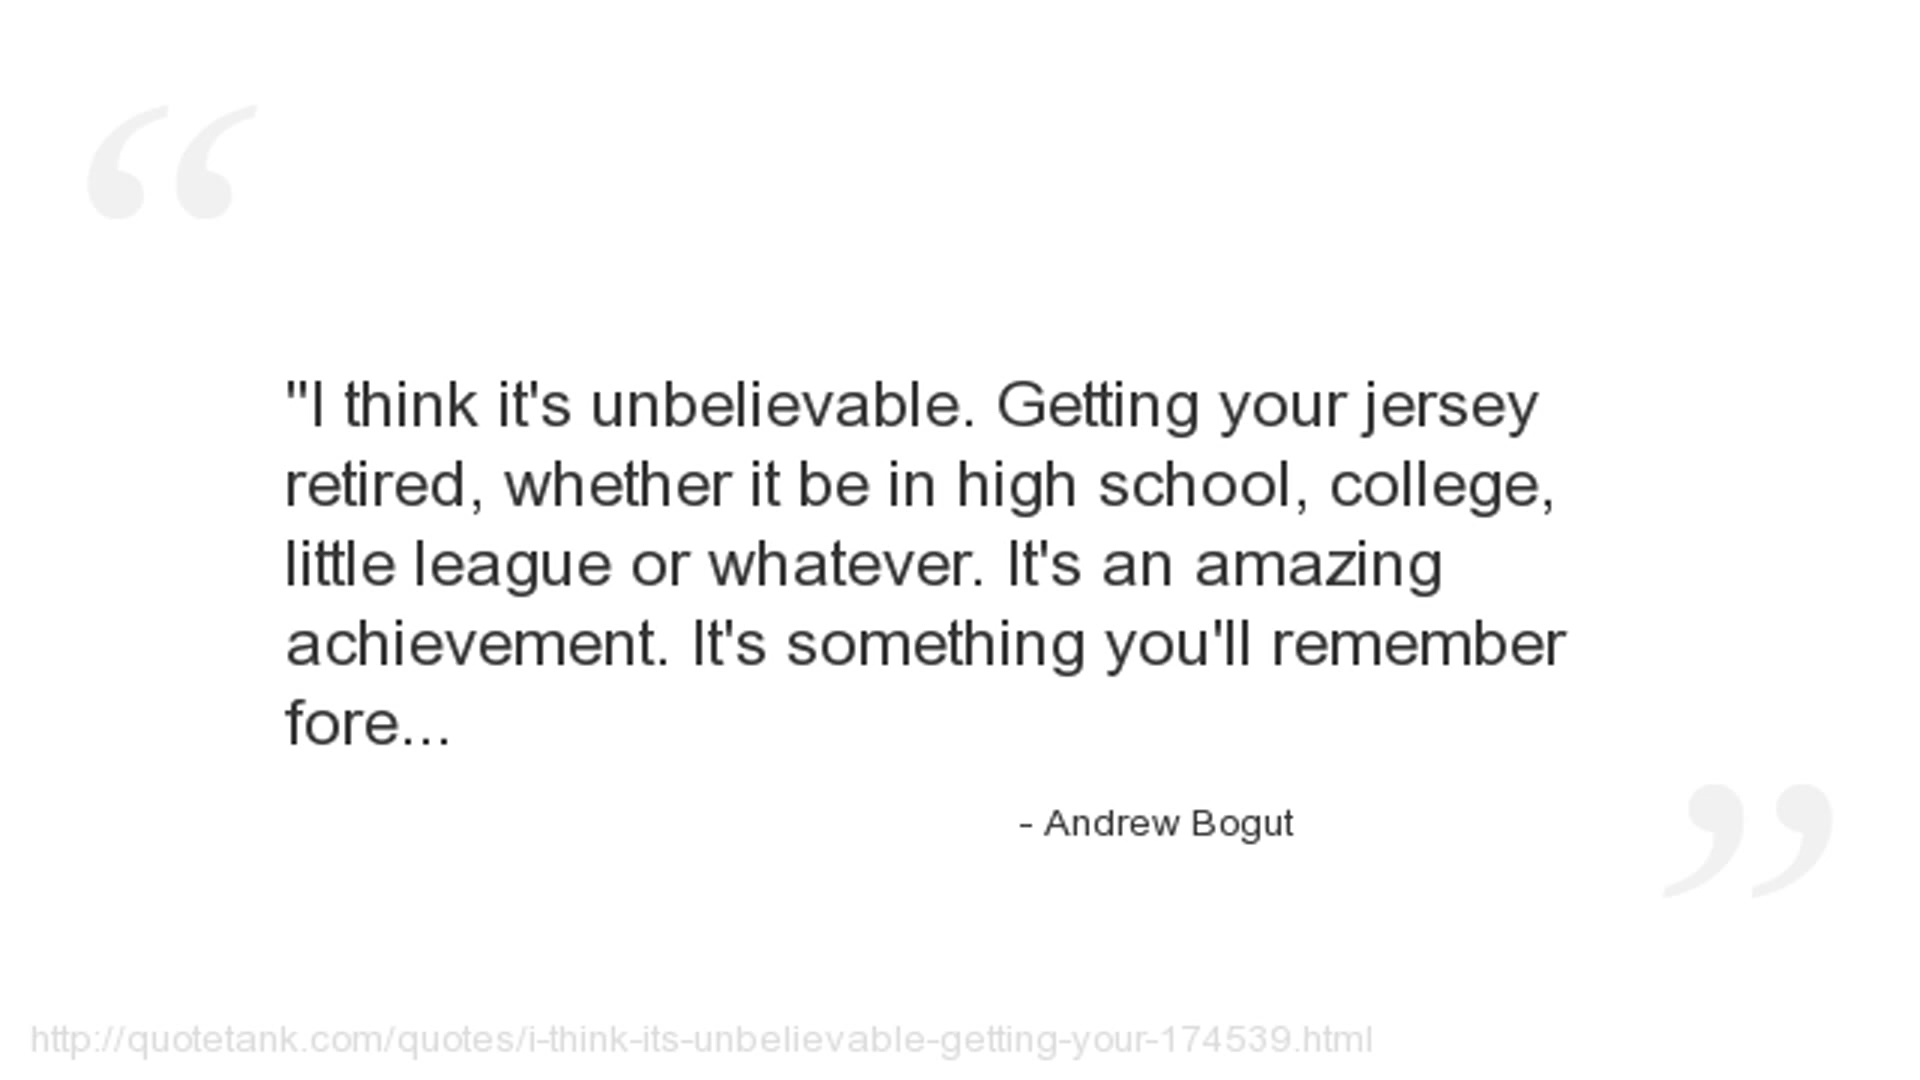 "I think it's unbelievable. Getting your jersey
retired, whether it be in high school, college,
little league or whatever. It's an amazing
achievement. It's something you'll remember
fore...
- Andrew Bogut
http://quotetank.com/quotes/i-think-its-unbelievable-getting-your-174539.html